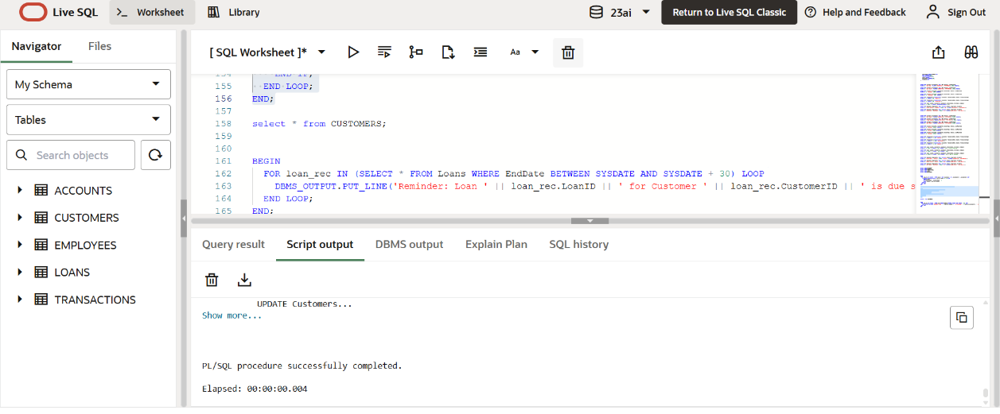 Live SQL
Worksheet
Library
23ai
Return to Live SQL Classic
Help and Feedback
Sign Out
Navigator
Files
[ SQL Worksheet ]*
Aa
My Schema
Tables
Search objects
ACCOUNTS
CUSTOMERS
EMPLOYEES
LOANS
TRANSACTIONS
154 END IF;
155 END LOOP;
156 END;
157
158 select * from CUSTOMERS;
159
160
161 BEGIN
162 FOR loan_rec IN (SELECT * FROM Loans WHERE EndDate BETWEEN SYSDATE AND SYSDATE + 30) LOOP
163 DBMS_OUTPUT.PUT_LINE('Reminder: Loan ' || loan_rec.LoanID || ' for Customer ' || loan_rec.CustomerID || ' is due s
164 END LOOP;
165 END;
Query result
Script output
DBMS output
Explain Plan
SQL history
UPDATE Customers...
Show more...
PL/SQL procedure successfully completed.
Elapsed: 00:00:00.004